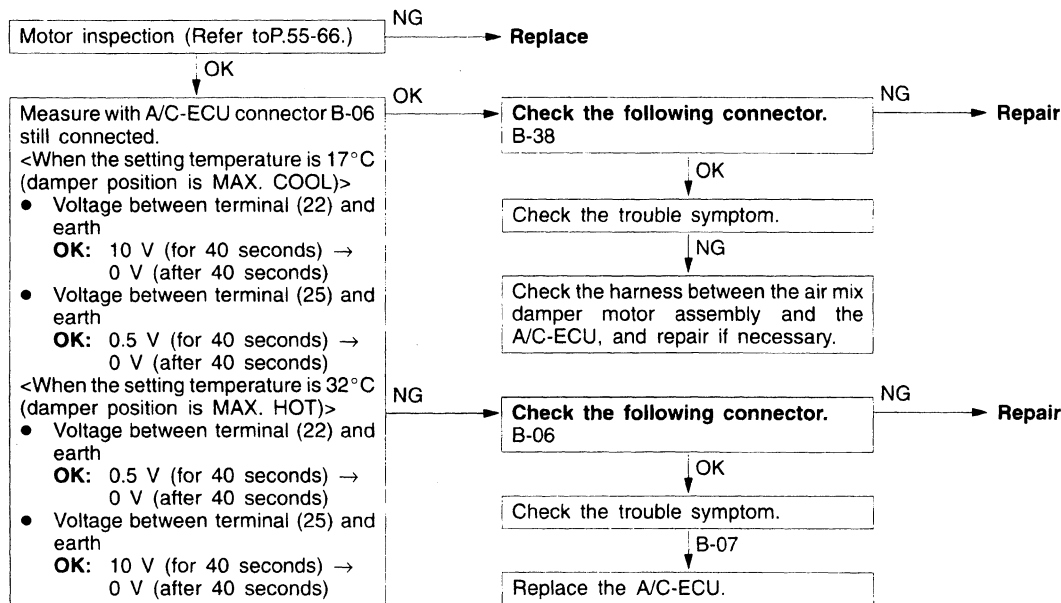 Motor inspection (Refer toP.55-66.)
NG
Replace
OK
Measure with A/C-ECU connector B-06
still connected.
<When the setting temperature is 17°C
(damper position is MAX. COOL)>
● Voltage between terminal (22) and
earth
OK: 10 V (for 40 seconds) →
0 V (after 40 seconds)
● Voltage between terminal (25) and
earth
OK: 0.5 V (for 40 seconds) →
0 V (after 40 seconds)
<When the setting temperature is 32°C
(damper position is MAX. HOT)>
● Voltage between terminal (22) and
earth
OK: 0.5 V (for 40 seconds) →
0 V (after 40 seconds)
● Voltage between terminal (25) and
earth
OK: 10 V (for 40 seconds) →
0 V (after 40 seconds)
OK
Check the following connector.
B-38
NG
Repair
OK
Check the trouble symptom.
NG
Check the harness between the air mix
damper motor assembly and the
A/C-ECU, and repair if necessary.
NG
Check the following connector.
B-06
NG
Repair
OK
Check the trouble symptom.
B-07
Replace the A/C-ECU.